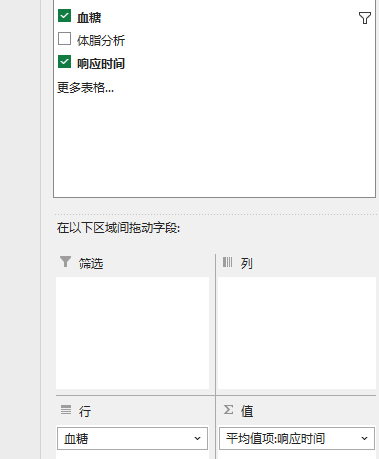 血糖
体脂分析
响应时间
更多表格...
在以下区域间拖动字段:
筛选
列
行
值
血糖
平均值项:响应时间